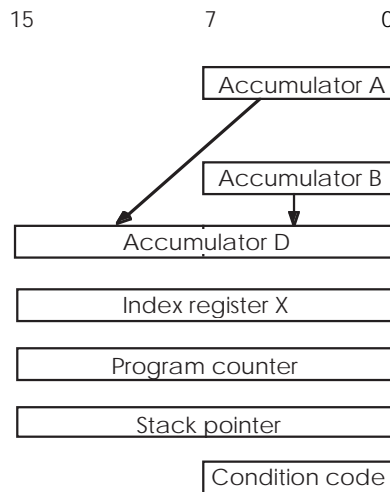 15 7 0
Accumulator A
Accumulator B
Accumulator D
Index register X
Program counter
Stack pointer
Condition code